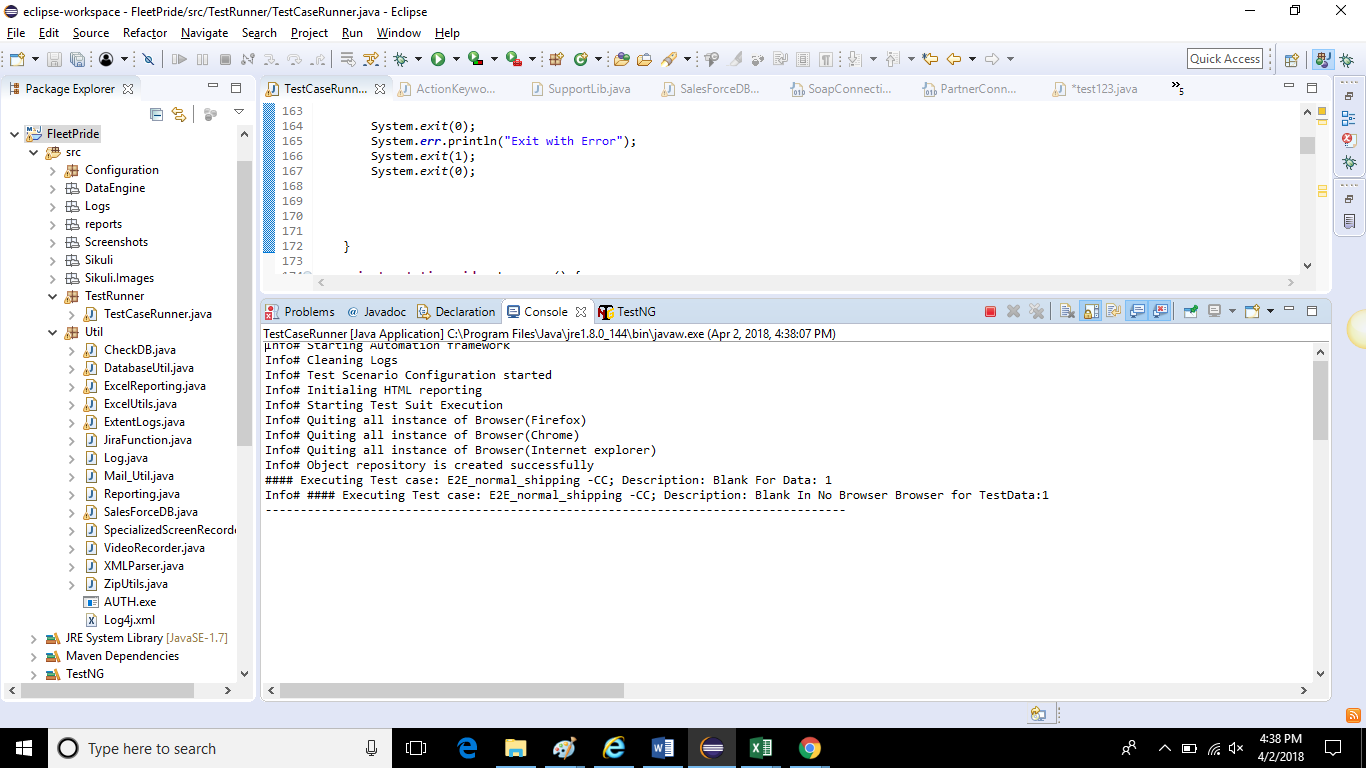 eclipse-workspace - FleetPride/src/TestRunner/TestCaseRunner.java - Eclipse
File Edit Source Refactor Navigate Search Project Run Window Help
Quick Access
Package Explorer
FleetPride
src
Configuration
DataEngine
Logs
reports
Screenshots
Sikuli
Sikuli.Images
TestRunner
TestCaseRunner.java
Util
CheckDB.java
DatabaseUtil.java
ExcelReporting.java
ExcelUtils.java
ExtentLogs.java
JiraFunction.java
Log.java
Mail_Util.java
Reporting.java
SalesForceDB.java
SpecializedScreenRecorde
VideoRecorder.java
XMLParser.java
ZipUtils.java
AUTH.exe
Log4j.xml
JRE System Library [JavaSE-1.7]
Maven Dependencies
TestNG
TestCaseRunn... ActionKeywo... SupportLib.java SalesForceDB... SoapConnecti... PartnerConn... *test123.java »5
163
164 System.exit(0);
165 System.err.println("Exit with Error");
166 System.exit(1);
167 System.exit(0);
168
169
170
171
172 }
173
Problems @ Javadoc Declaration Console TestNG
TestCaseRunner [Java Application] C:\Program Files\Java\jre1.8.0_144\bin\javaw.exe (Apr 2, 2018, 4:38:07 PM)
Info# Starting Automation framework
Info# Cleaning Logs
Info# Test Scenario Configuration started
Info# Initialing HTML reporting
Info# Starting Test Suit Execution
Info# Quiting all instance of Browser(Firefox)
Info# Quiting all instance of Browser(Chrome)
Info# Quiting all instance of Browser(Internet explorer)
Info# Object repository is created successfully
#### Executing Test case: E2E_normal_shipping -CC; Description: Blank For Data: 1
Info# #### Executing Test case: E2E_normal_shipping -CC; Description: Blank In No Browser Browser for TestData:1
-----------------------------------------------------------------------------------
Type here to search
4:38 PM
4/2/2018